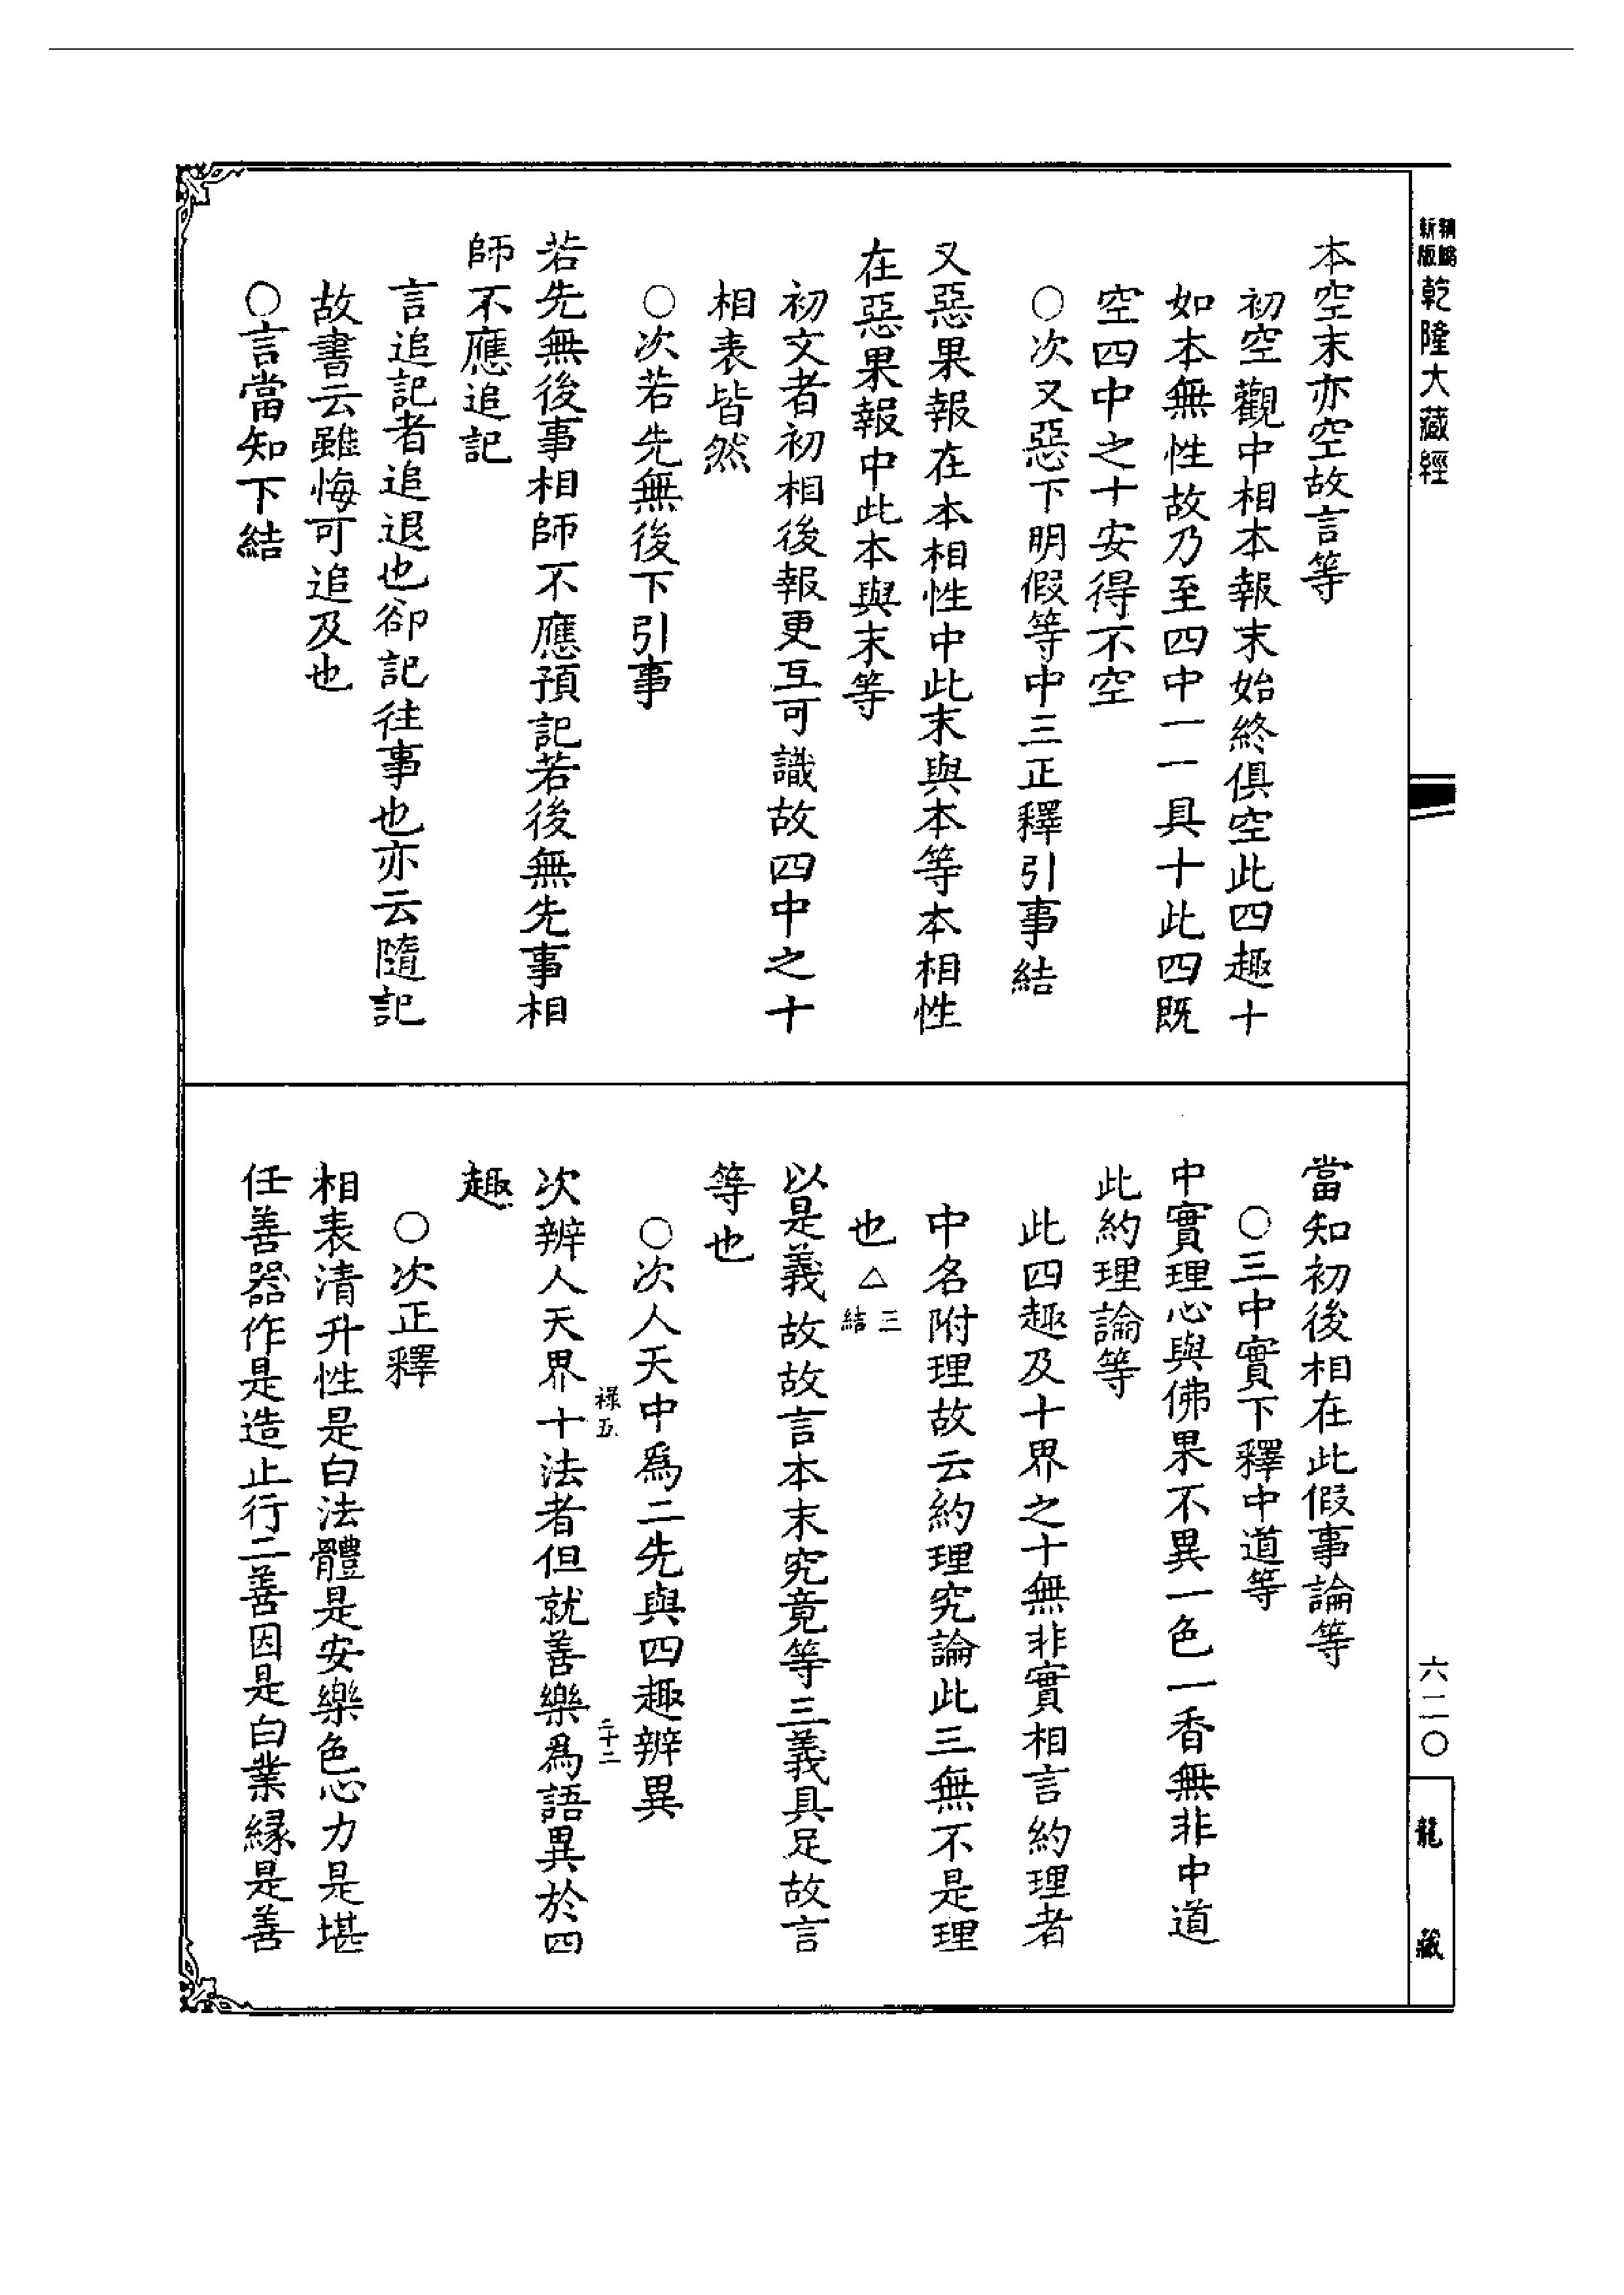 精縮新版乾隆大藏經
本空末亦空故言等
初空觀中相本報末始終俱空此四趣十
如本無性故乃至四中一一具十此四既
空四中之十安得不空
○次又惡下明假等中三正釋引事結
又惡果報在本相性中此末與本等本相性
在惡果報中此本與末等
初文者初相後報更互可識故四中之十
相表皆然
○次若先無後下引事
若先無後事相師不應預記若後無先事相
師不應追記
言追記者追退也卻記往事也亦云隨記
故書云雖悔可追及也
○言當知下結
六二〇
龍藏
當知初後相在此假事論等
○三中實下釋中道等
中實理心與佛果不異一色一香無非中道
此約理論等
此四趣及十界之十無非實相言約理者
中名附理故云約理究論此三無不是理
也△三結
以是義故故言本末究竟等三義具足故言
等也
○次人天中爲二先與四趣辨異
祿五
二十二
次辨人天界十法者但就善樂爲語異於四
趣
○次正釋
相表清升性是白法體是安樂色心力是堪
任善器作是造止行二善因是白業緣是善